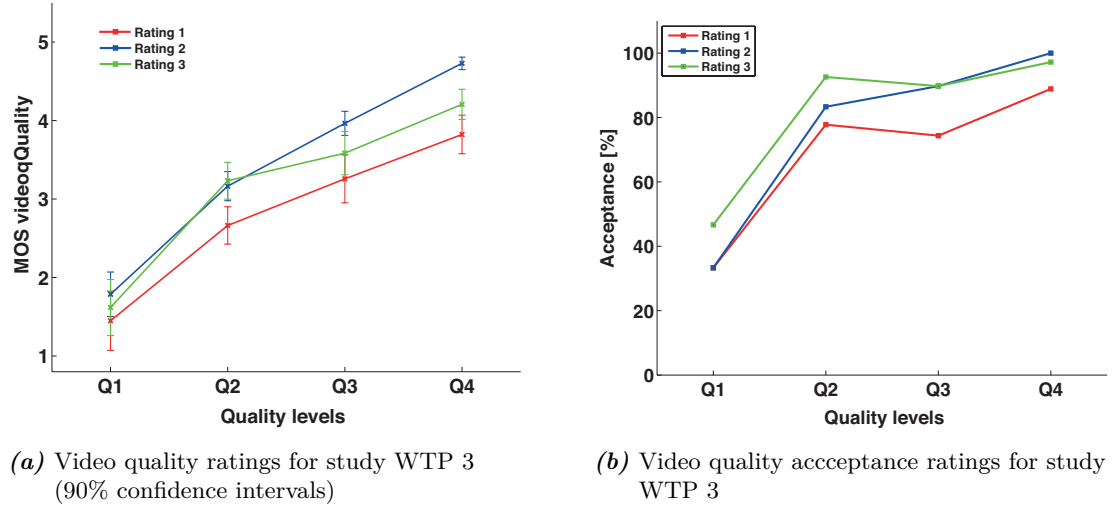 Rating 1
Rating 2
Rating 3
5
4
3
2
1
MOS videoqQuality
Q1 Q2 Q3 Q4
Quality levels
(a) Video quality ratings for study WTP 3
(90% confidence intervals)
Rating 1
Rating 2
Rating 3
100
80
60
40
20
0
Acceptance [%]
Q1 Q2 Q3 Q4
Quality levels
(b) Video quality accceptance ratings for study
WTP 3